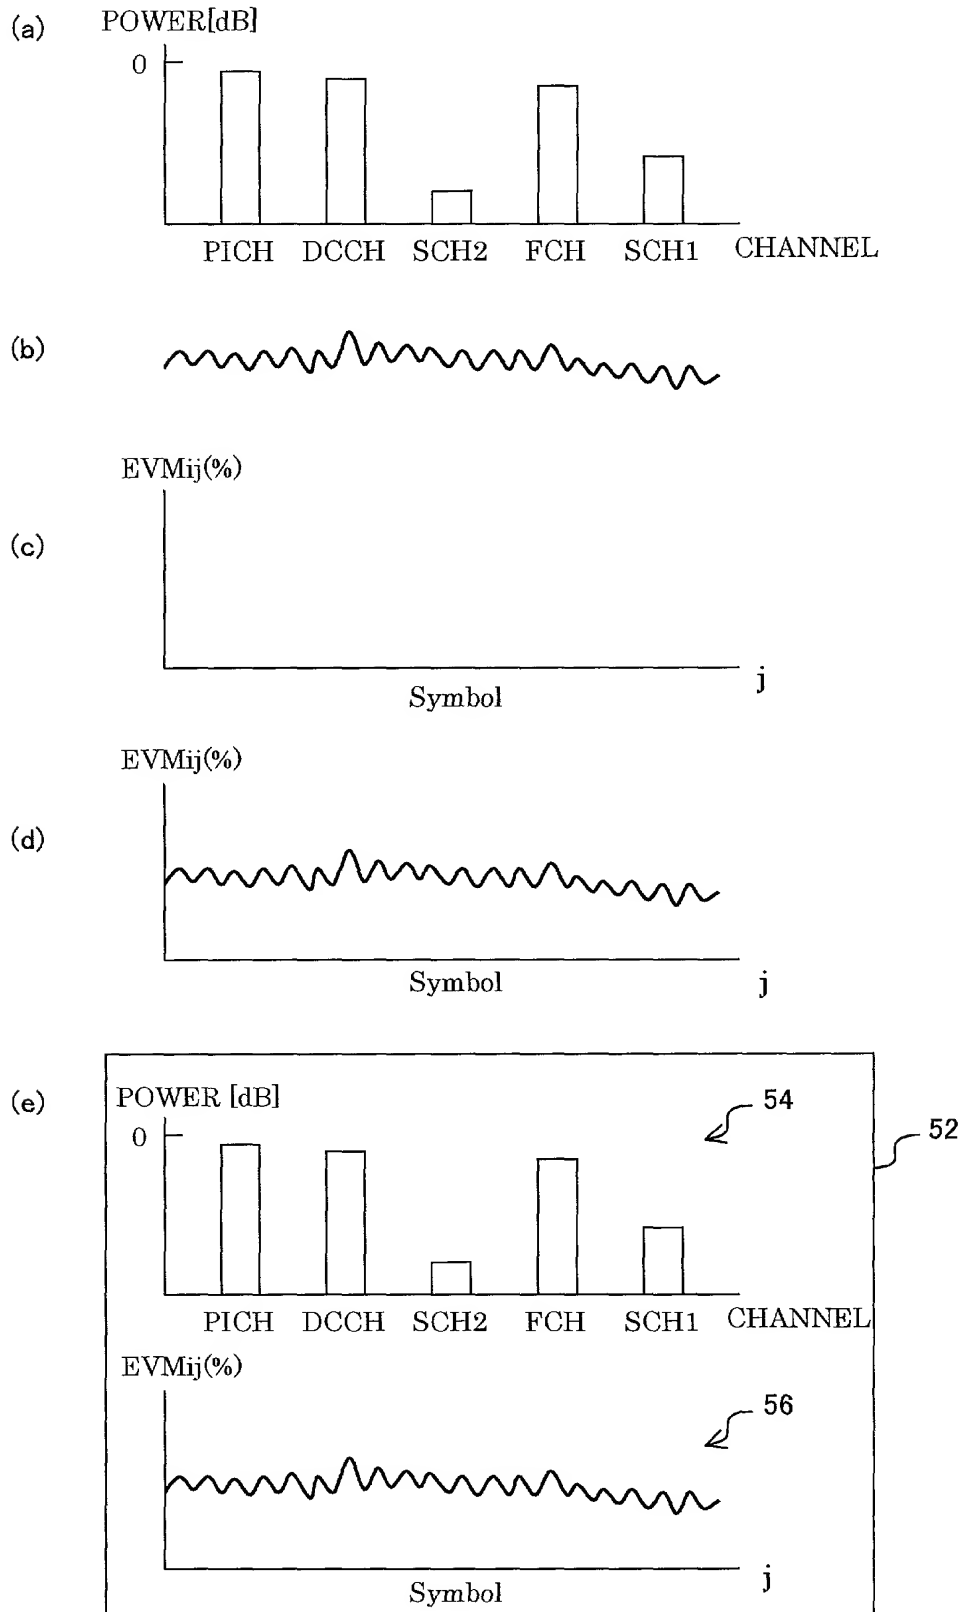 (a)
POWER[dB]
0
PICH DCCH SCH2 FCH SCH1 CHANNEL
(b)
EVMij(%)
(c)
j
Symbol
EVMij(%)
(d)
Symbol
j
(e)
POWER [dB]
54
0
52
PICH DCCH SCH2 FCH SCH1 CHANNEL
EVMij(%)
56
j
Symbol